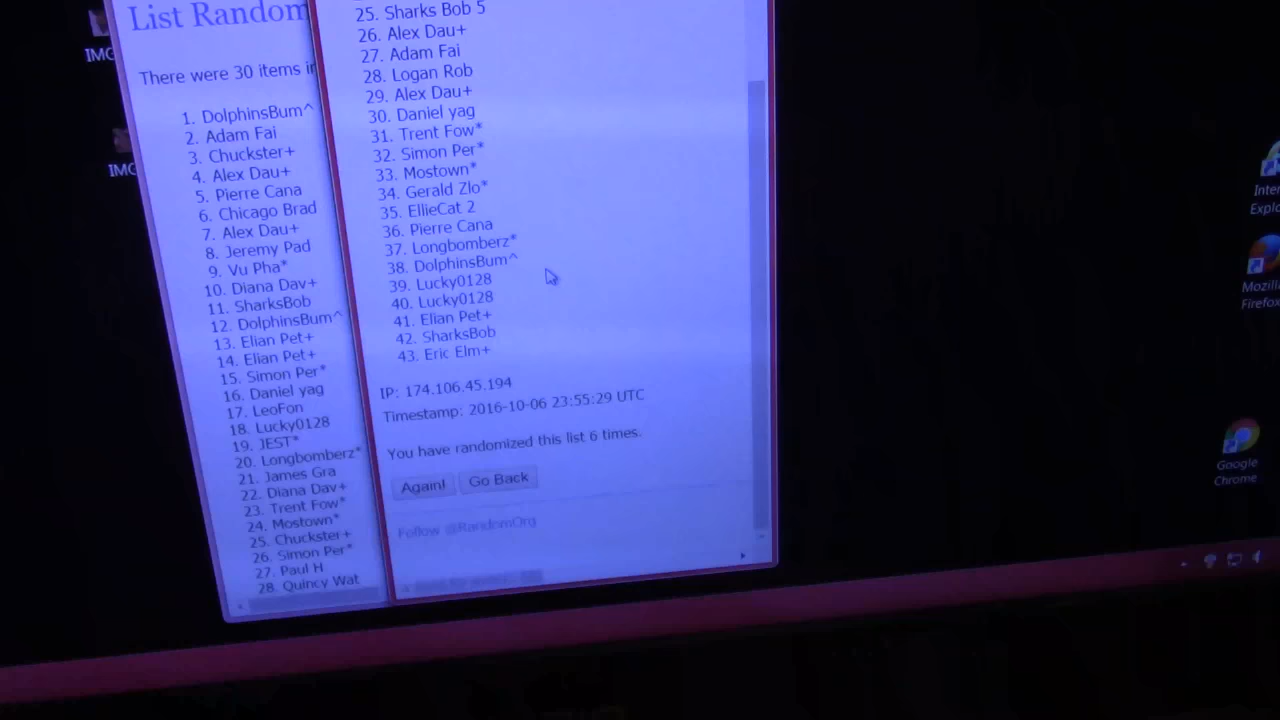 List Random
There were 30 items in
1. DolphinsBum^
2. Adam Fai
3. Chuckster+
4. Alex Dau+
5. Pierre Cana
6. Chicago Brad
7. Alex Dau+
8. Jeremy Pad
9. Vu Pha*
10. Diana Dav+
11. SharksBob
12. DolphinsBum^
13. Elian Pet+
14. Elian Pet+
15. Simon Per*
16. Daniel yag
17. LeoFon
18. Lucky0128
19. JEST*
20. Longbomberz*
21. James Gra
22. Diana Dav+
23. Trent Fow*
24. Mostown*
25. Chuckster+
26. Simon Per*
27. Paul H
28. Quincy Wat
25. Sharks Bob 5
26. Alex Dau+
27. Adam Fai
28. Logan Rob
29. Alex Dau+
30. Daniel yag
31. Trent Fow*
32. Simon Per*
33. Mostown*
34. Gerald Zlo*
35. EllieCat 2
36. Pierre Cana
37. Longbomberz*
38. DolphinsBum^
39. Lucky0128
40. Lucky0128
41. Elian Pet+
42. SharksBob
43. Eric Elm+
IP: 174.106.45.194
Timestamp: 2016-10-06 23:55:29 UTC
You have randomized this list 6 times.
Again! Go Back
Follow @RandomOrg
IMG
IMG
Inter
Explo
Mozill
Firefox
Google
Chrome